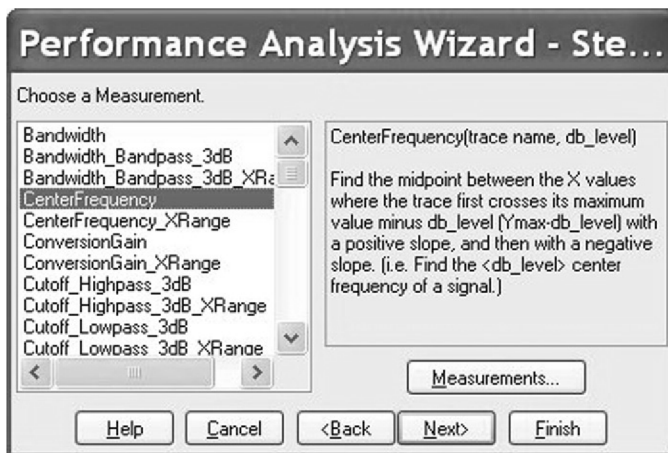 Performance Analysis Wizard - Ste...
Choose a Measurement.
Bandwidth
Bandwidth_Bandpass_3dB
Bandwidth_Bandpass_3dB_XRa
CenterFrequency
CenterFrequency_XRange
ConversionGain
ConversionGain_XRange
Cutoff_Highpass_3dB
Cutoff_Highpass_3dB_XRange
Cutoff_Lowpass_3dB
Cutoff_Lowpass_3dB_XRange
CenterFrequency(trace name, db_level)
Find the midpoint between the X values
where the trace first crosses its maximum
value minus db_level (Ymax-db_level) with
a positive slope, and then with a negative
slope. (i.e. Find the <db_level> center
frequency of a signal.)
Measurements...
Help
Cancel
<Back
Next>
Finish